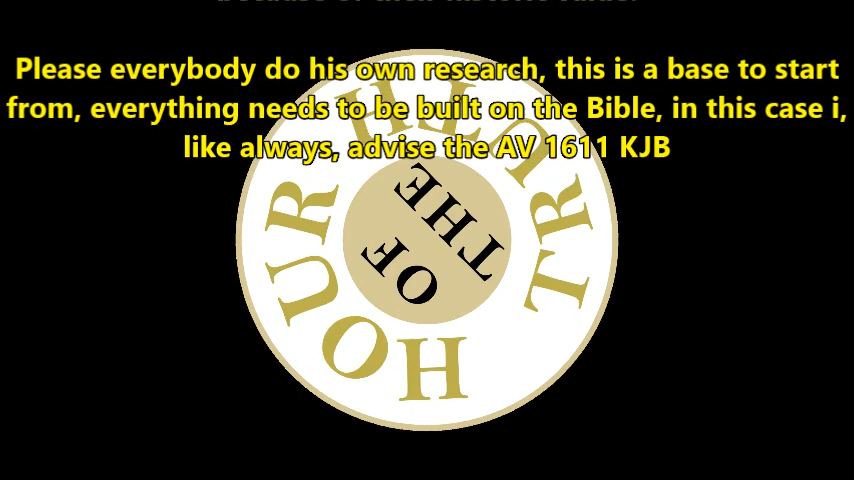 Please everybody do his own research, this is a base to start
from, everything needs to be built on the Bible, in this case i,
like always, advise the AV 1611 KJB
HOUR
OF
THE
TRUTH